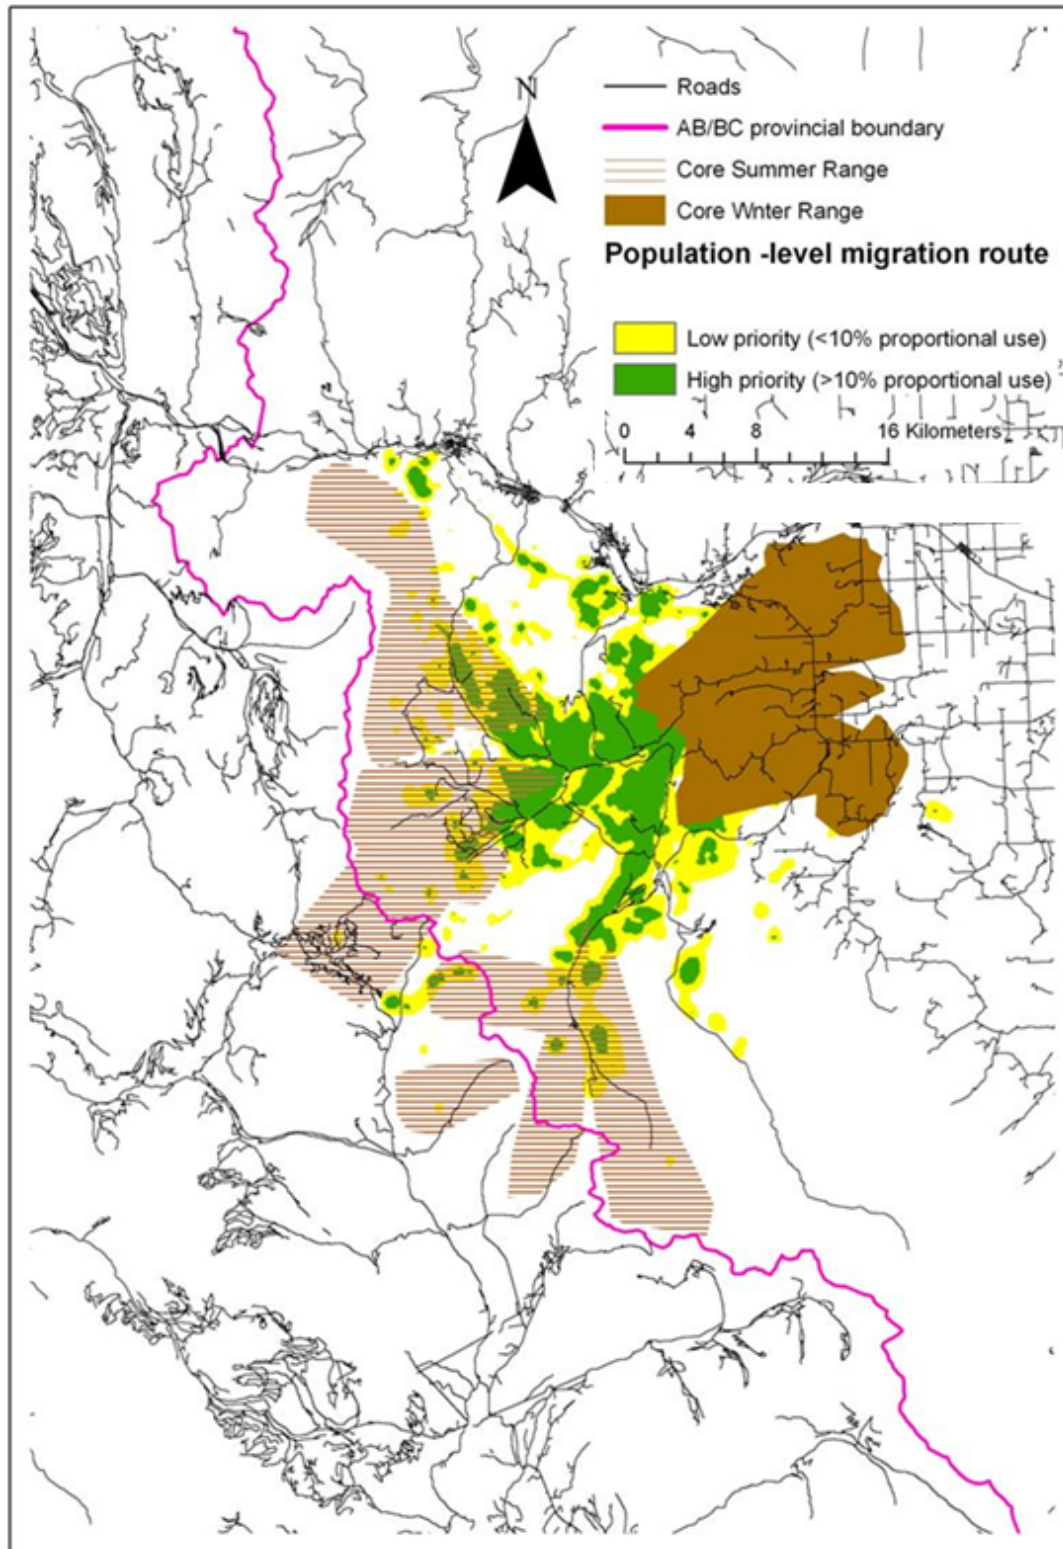 N
Roads
AB/BC provincial boundary
Core Summer Range
Core Wnter Range
Population -level migration route
Low priority (<10% proportional use)
High priority (>10% proportional use)
0 4 8 16 Kilometers